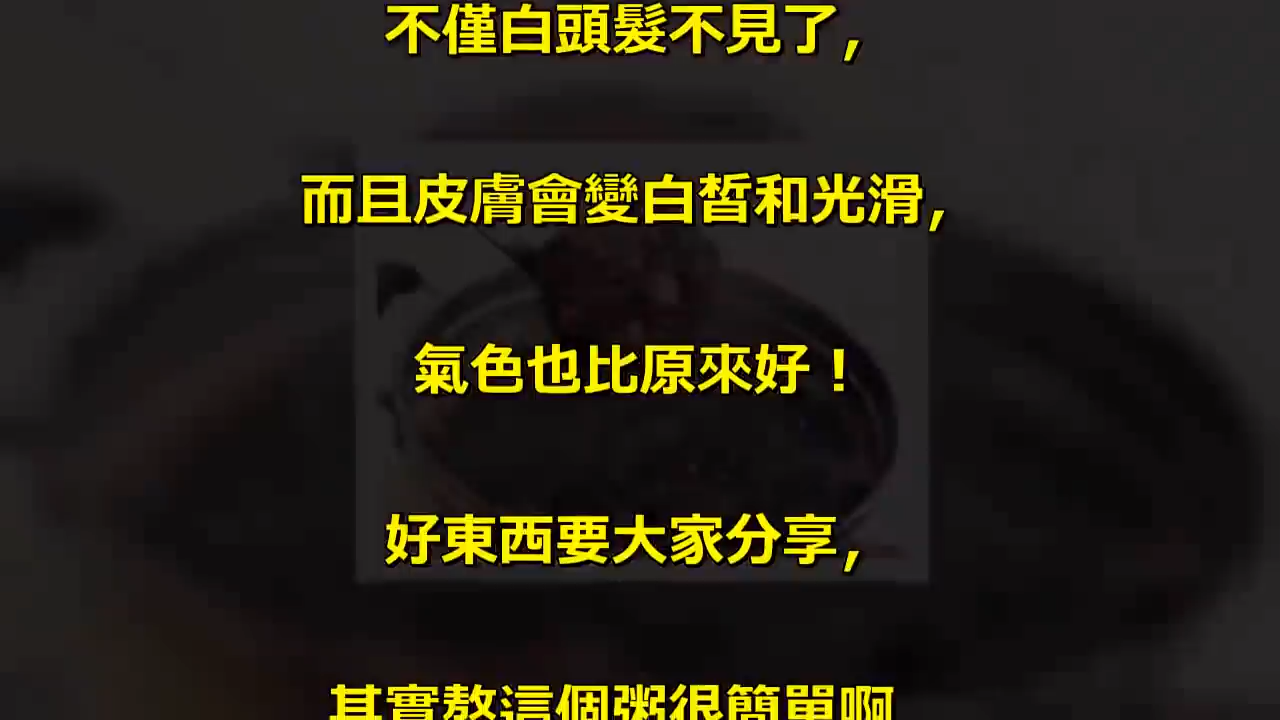 不僅白頭髮不見了，
而且皮膚會變白皙和光滑，
氣色也比原來好！
好東西要大家分享，
其實熬這個粥很簡單啊